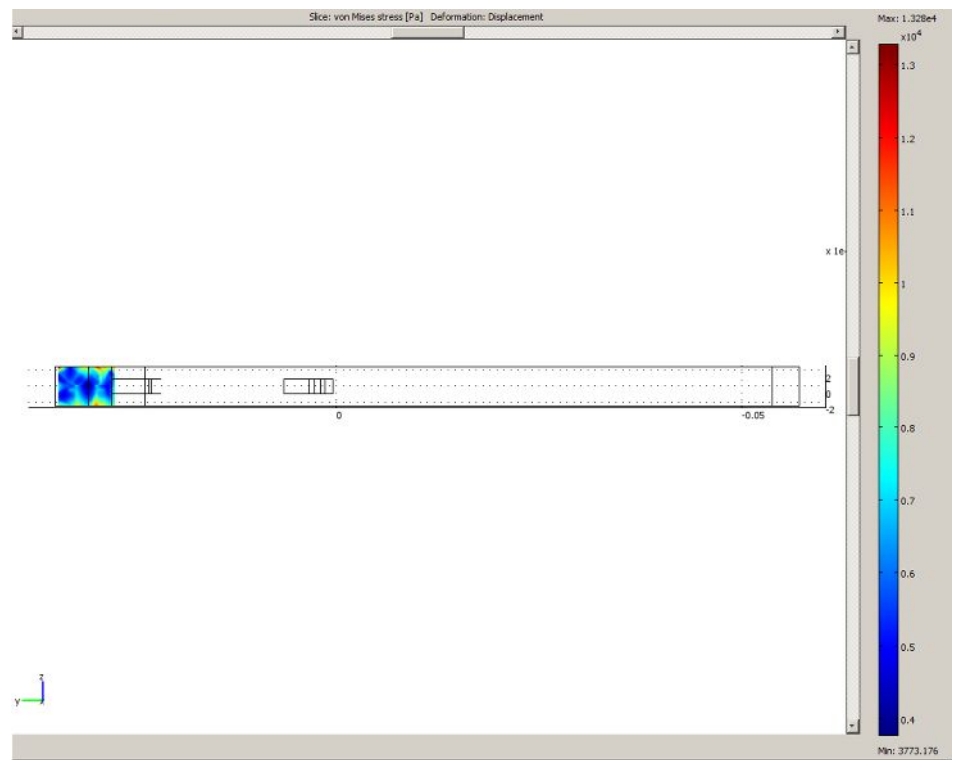 Slice: von Mises stress [Pa] Deformation: Displacement
Max: 1.328e4
x10^4
1.3
1.2
1.1
1
0.9
0.8
0.7
0.6
0.5
0.4
Min: 3773.176
x 1e-
2
0
-2
0
-0.05
z
y
x